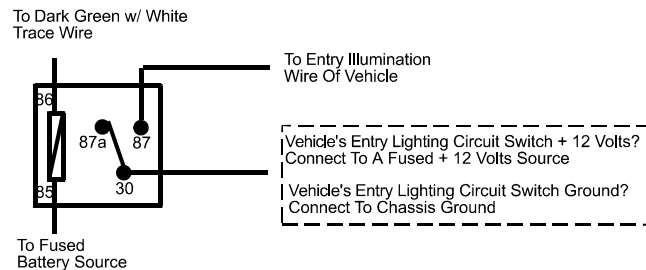 To Dark Green w/ White
Trace Wire
To Entry Illumination
Wire Of Vehicle
86
87a
87
85
30
Vehicle's Entry Lighting Circuit Switch + 12 Volts?
Connect To A Fused + 12 Volts Source
Vehicle's Entry Lighting Circuit Switch Ground?
Connect To Chassis Ground
To Fused
Battery Source